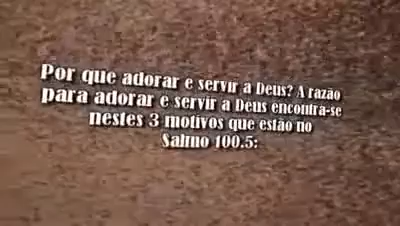 Por que adorar e servir a Deus? A razão
para adorar e servir a Deus encontra-se
nestes 3 motivos que estão no
Salmo 100.5: